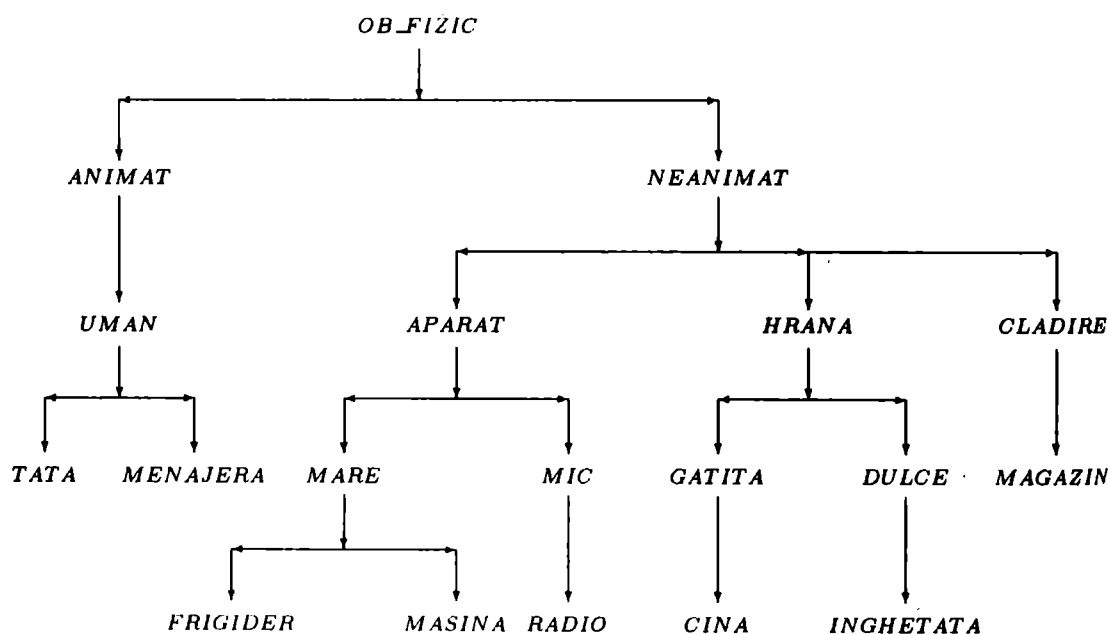 OB_FIZIC
ANIMAT NEANIMAT
UMAN APARAT HRANA CLADIRE
TATA MENAJERA MARE MIC GATITA DULCE MAGAZIN
FRIGIDER MASINA RADIO CINA INGHETATA